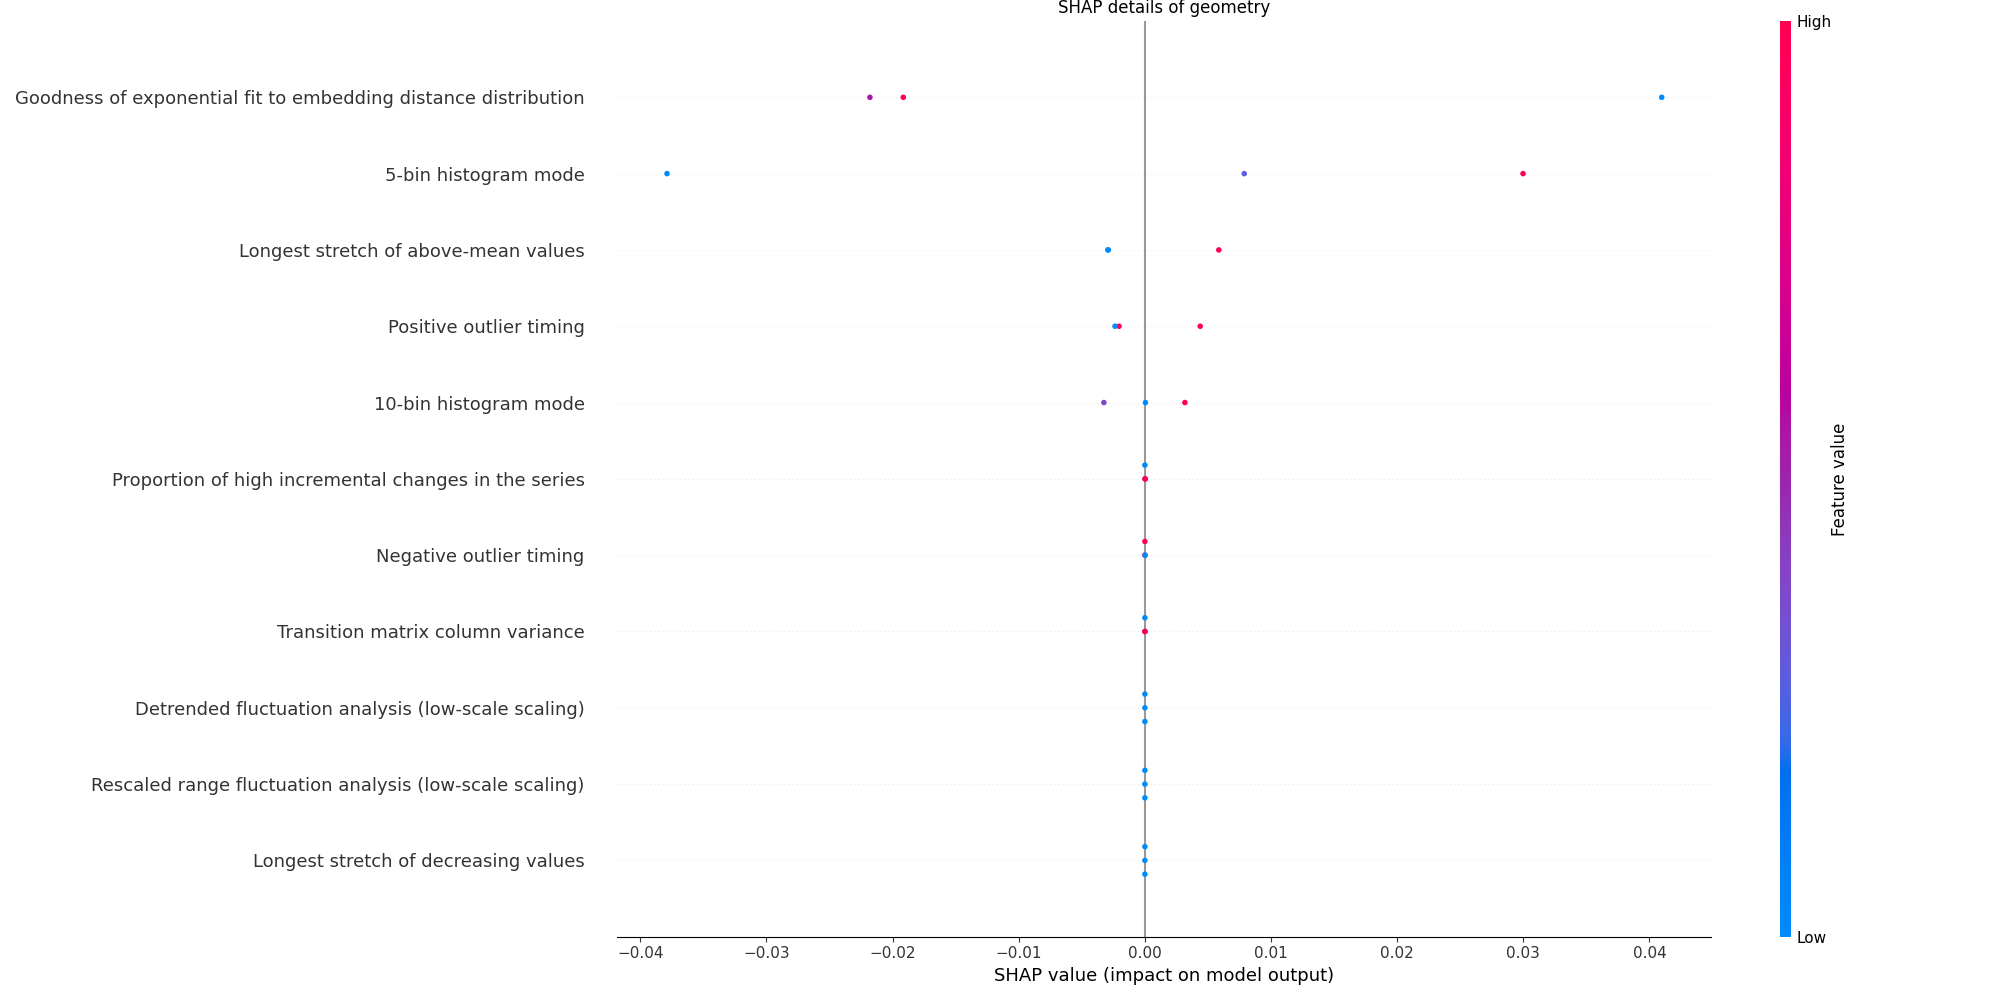 SHAP details of geometry
High
Goodness of exponential fit to embedding distance distribution
5-bin histogram mode
Longest stretch of above-mean values
Positive outlier timing
10-bin histogram mode
Proportion of high incremental changes in the series
Negative outlier timing
Transition matrix column variance
Detrended fluctuation analysis (low-scale scaling)
Rescaled range fluctuation analysis (low-scale scaling)
Longest stretch of decreasing values
Feature value
Low
−0.04 −0.03 −0.02 −0.01 0.00 0.01 0.02 0.03 0.04
SHAP value (impact on model output)